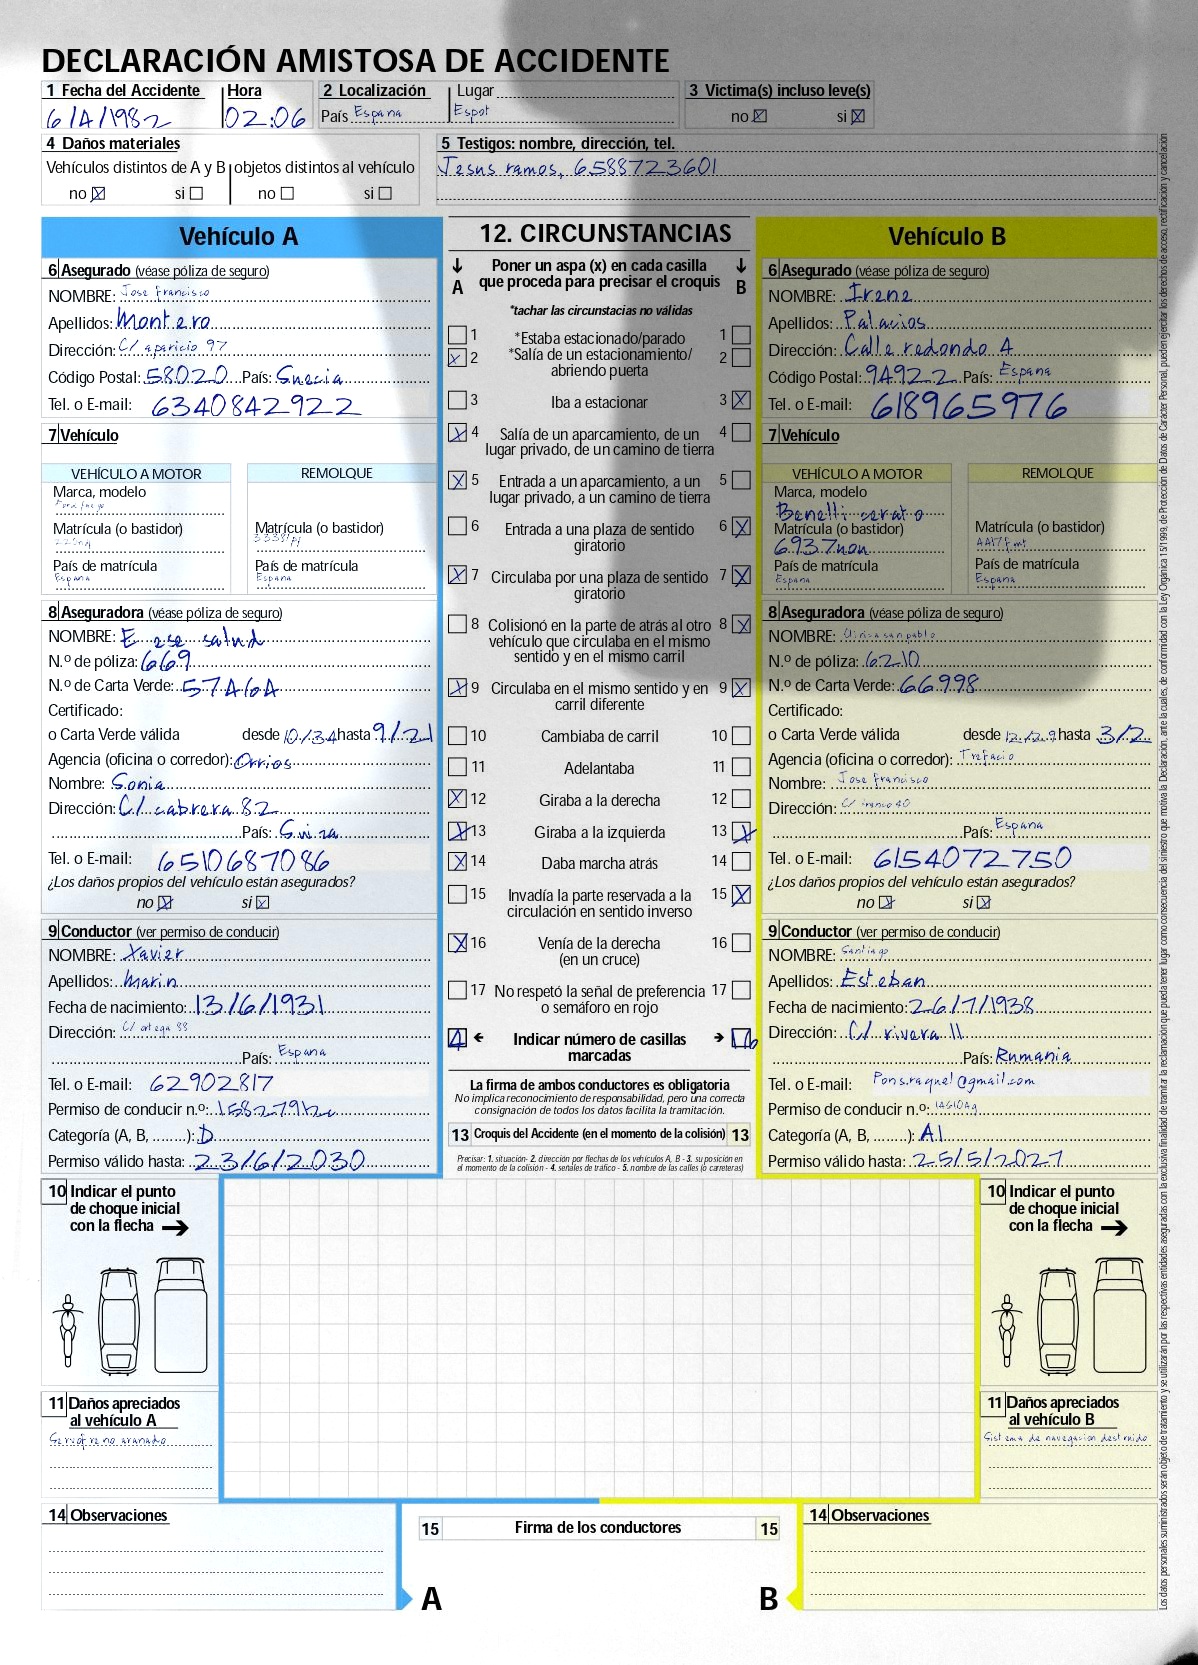 DECLARACIÓN AMISTOSA DE ACCIDENTE
1 Fecha del Accidente Hora 2 Localización Lugar 3 Victima(s) incluso leve(s)
6/4/1982 02:06 País España Espot no si
4 Daños materiales 5 Testigos: nombre, dirección, tel.
Vehículos distintos de A y B objetos distintos al vehículo Jesus ramos, 6588723601
no si no si
Vehículo A
6 Asegurado (véase póliza de seguro)
NOMBRE: Jose Francisco
Apellidos: Montero
Dirección: C/ aparicio 97
Código Postal: 58020 País: Suecia
Tel. o E-mail: 6340842922
7 Vehículo
VEHÍCULO A MOTOR REMOLQUE
Marca, modelo
Matrícula (o bastidor) Matrícula (o bastidor)
País de matrícula País de matrícula
España España
8 Aseguradora (véase póliza de seguro)
NOMBRE: E ese salud
N.º de póliza: 669
N.º de Carta Verde: 57464
Certificado:
o Carta Verde válida desde 10/34 hasta 9/21
Agencia (oficina o corredor): Orrios
Nombre: Sonia
Dirección: C/ cabrera 82
País: Suiza
Tel. o E-mail: 6510687086
¿Los daños propios del vehículo están asegurados?
no si
9 Conductor (ver permiso de conducir)
NOMBRE: Xavier
Apellidos: Marin
Fecha de nacimiento: 13/6/1931
Dirección: C/ ortega 88
País: España
Tel. o E-mail: 62902817
Permiso de conducir n.º:
Categoría (A, B, ........): D
Permiso válido hasta: 23/6/2030
12. CIRCUNSTANCIAS
A Poner un aspa (x) en cada casilla que proceda para precisar el croquis B
*tachar las circunstacias no válidas
1 *Estaba estacionado/parado 1
2 *Salía de un estacionamiento/ 2
abriendo puerta
3 Iba a estacionar 3
4 Salía de un aparcamiento, de un 4
lugar privado, de un camino de tierra
5 Entrada a un aparcamiento, a un 5
lugar privado, a un camino de tierra
6 Entrada a una plaza de sentido 6
giratorio
7 Circulaba por una plaza de sentido 7
giratorio
8 Colisionó en la parte de atrás al otro 8
vehículo que circulaba en el mismo
sentido y en el mismo carril
9 Circulaba en el mismo sentido y en 9
carril diferente
10 Cambiaba de carril 10
11 Adelantaba 11
12 Giraba a la derecha 12
13 Giraba a la izquierda 13
14 Daba marcha atrás 14
15 Invadía la parte reservada a la 15
circulación en sentido inverso
16 Venía de la derecha 16
(en un cruce)
17 No respetó la señal de preferencia 17
o semáforo en rojo
4 Indicar número de casillas 16
marcadas
La firma de ambos conductores es obligatoria
No implica reconocimiento de responsabilidad, pero una correcta
consignación de todos los datos facilita la tramitación.
13 Croquis del Accidente (en el momento de la colisión) 13
Precisar: 1. situación- 2. dirección por flechas de los vehículos A, B - 3. su posición en
el momento de la colisión - 4. señales de tráfico - 5. nombre de las calles (o carreteras)
Vehículo B
6 Asegurado (véase póliza de seguro)
NOMBRE: Irene
Apellidos: Palacios
Dirección: Calle redondo 4
Código Postal: 94922 País: España
Tel. o E-mail: 618965976
7 Vehículo
VEHÍCULO A MOTOR REMOLQUE
Marca, modelo
Benelli cerato
Matrícula (o bastidor) Matrícula (o bastidor)
6937non
País de matrícula País de matrícula
España España
8 Aseguradora (véase póliza de seguro)
NOMBRE: Clinica san pablo
N.º de póliza: 6210
N.º de Carta Verde: 66998
Certificado:
o Carta Verde válida desde 12/29 hasta 3/2
Agencia (oficina o corredor): Trefacio
Nombre: Jose Francisco
Dirección: C/ franco 40
País: España
Tel. o E-mail: 6154072750
¿Los daños propios del vehículo están asegurados?
no si
9 Conductor (ver permiso de conducir)
NOMBRE: Santiago
Apellidos: Esteban
Fecha de nacimiento: 26/7/1938
Dirección: C/ rivera 11
País: Rumania
Tel. o E-mail: Pons.raquel@gmail.com
Permiso de conducir n.º:
Categoría (A, B, ........): A1
Permiso válido hasta: 25/5/2027
10 Indicar el punto
de choque inicial
con la flecha
11 Daños apreciados
al vehículo A
Servofreno aranado
10 Indicar el punto
de choque inicial
con la flecha
11 Daños apreciados
al vehículo B
Sistema de navegacion destruido
14 Observaciones
15 Firma de los conductores 15
A B
14 Observaciones
Los datos personales suministrados serán objeto de tratamiento y se utilizarán por las respectivas entidades aseguradas con la exclusiva finalidad de tramitar la reclamación que pueda tener lugar como consecuencia del siniestro que motiva la Declaración, ante la cuales, de conformidad con la Ley Orgánica 15/1999, de Protección de Datos de Carácter Personal, pueden ejercitar los derechos de acceso, rectificación y cancelación